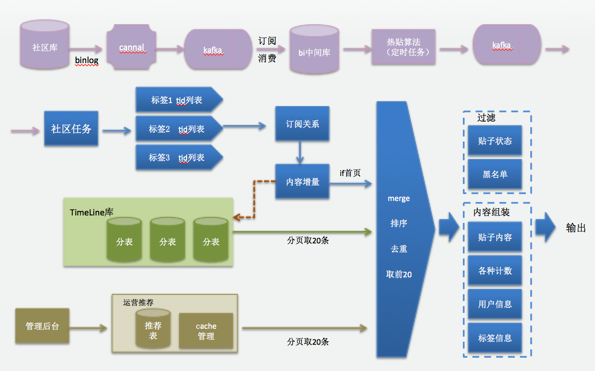 社区库
binlog
cannal
kafka
订阅
消费
bi中间库
热贴算法
(定时任务)
kafka
社区任务
标签1 tId列表
标签2 tId列表
标签3 tId列表
订阅关系
内容增量
if首页
TimeLine库
分表
分表
分表
分页取20条
merge
排序
去重
取前20
过滤
贴子状态
黑名单
内容组装
贴子内容
各种计数
用户信息
标签信息
输出
管理后台
运营推荐
推荐
表
cache
管理
分页取20条